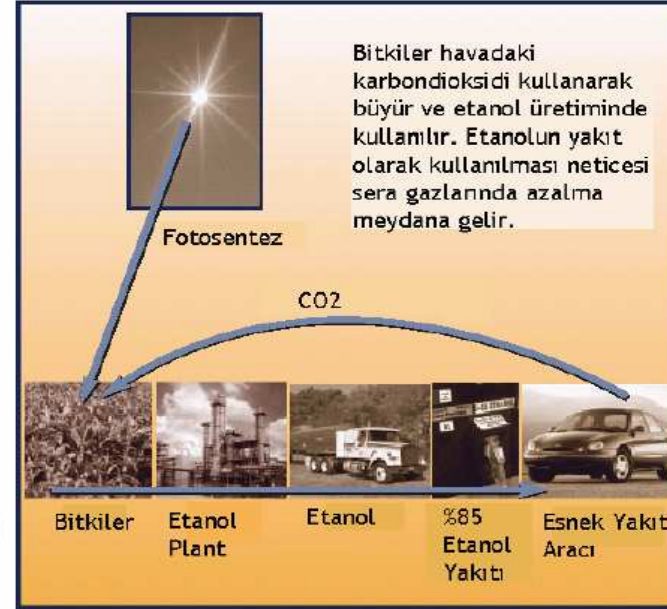 Bitkiler havadaki
karbondioksidi kullanarak
büyür ve etanol üretiminde
kullanılır. Etanolun yakıt
olarak kullanılması neticesi
sera gazlarında azalma
meydana gelir.
Fotosentez
CO2
Bitkiler
Etanol
Plant
Etanol
%85
Etanol
Yakıtı
Esnek Yakıt
Aracı